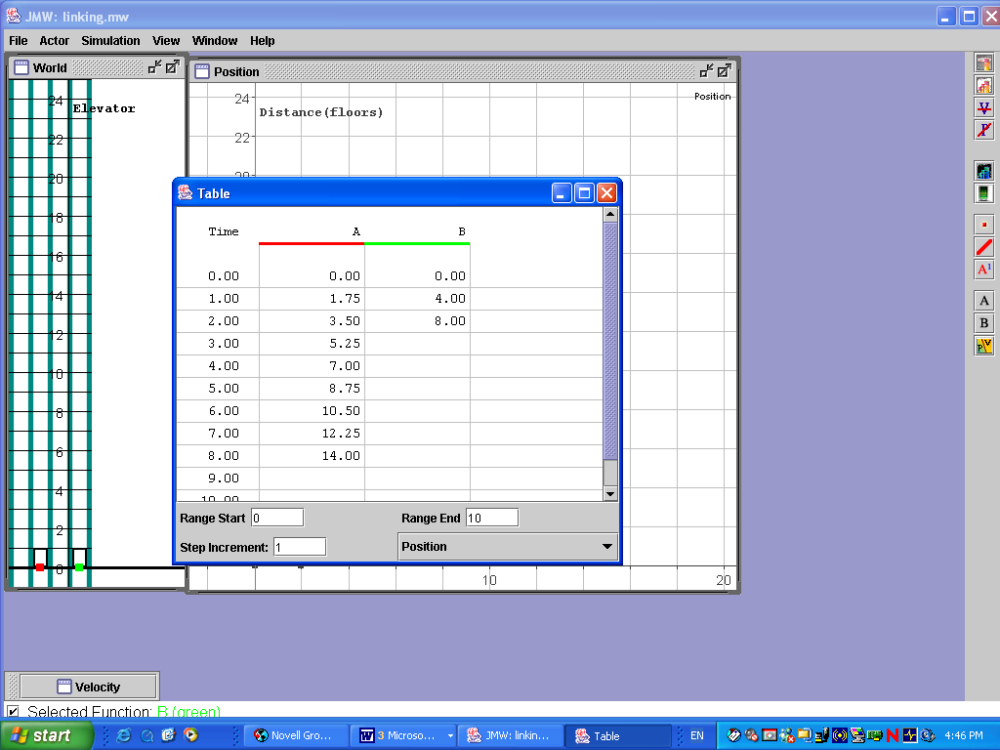 JMW: linking.mw
File Actor Simulation View Window Help
World
Position
24
Elevator
22
20
18
16
14
12
10
8
6
4
2
0
24
Distance(floors)
Position
22
20
10
20
Table
Time A B
0.00 0.00 0.00
1.00 1.75 4.00
2.00 3.50 8.00
3.00 5.25
4.00 7.00
5.00 8.75
6.00 10.50
7.00 12.25
8.00 14.00
9.00
10.00
Range Start 0 Range End 10
Step Increment: 1 Position
V
P
A1
A
B
P/V
Velocity
Selected Function: B (green)
start
Novell Gro...
3 Microso...
JMW: linkin...
Table
EN
4:46 PM